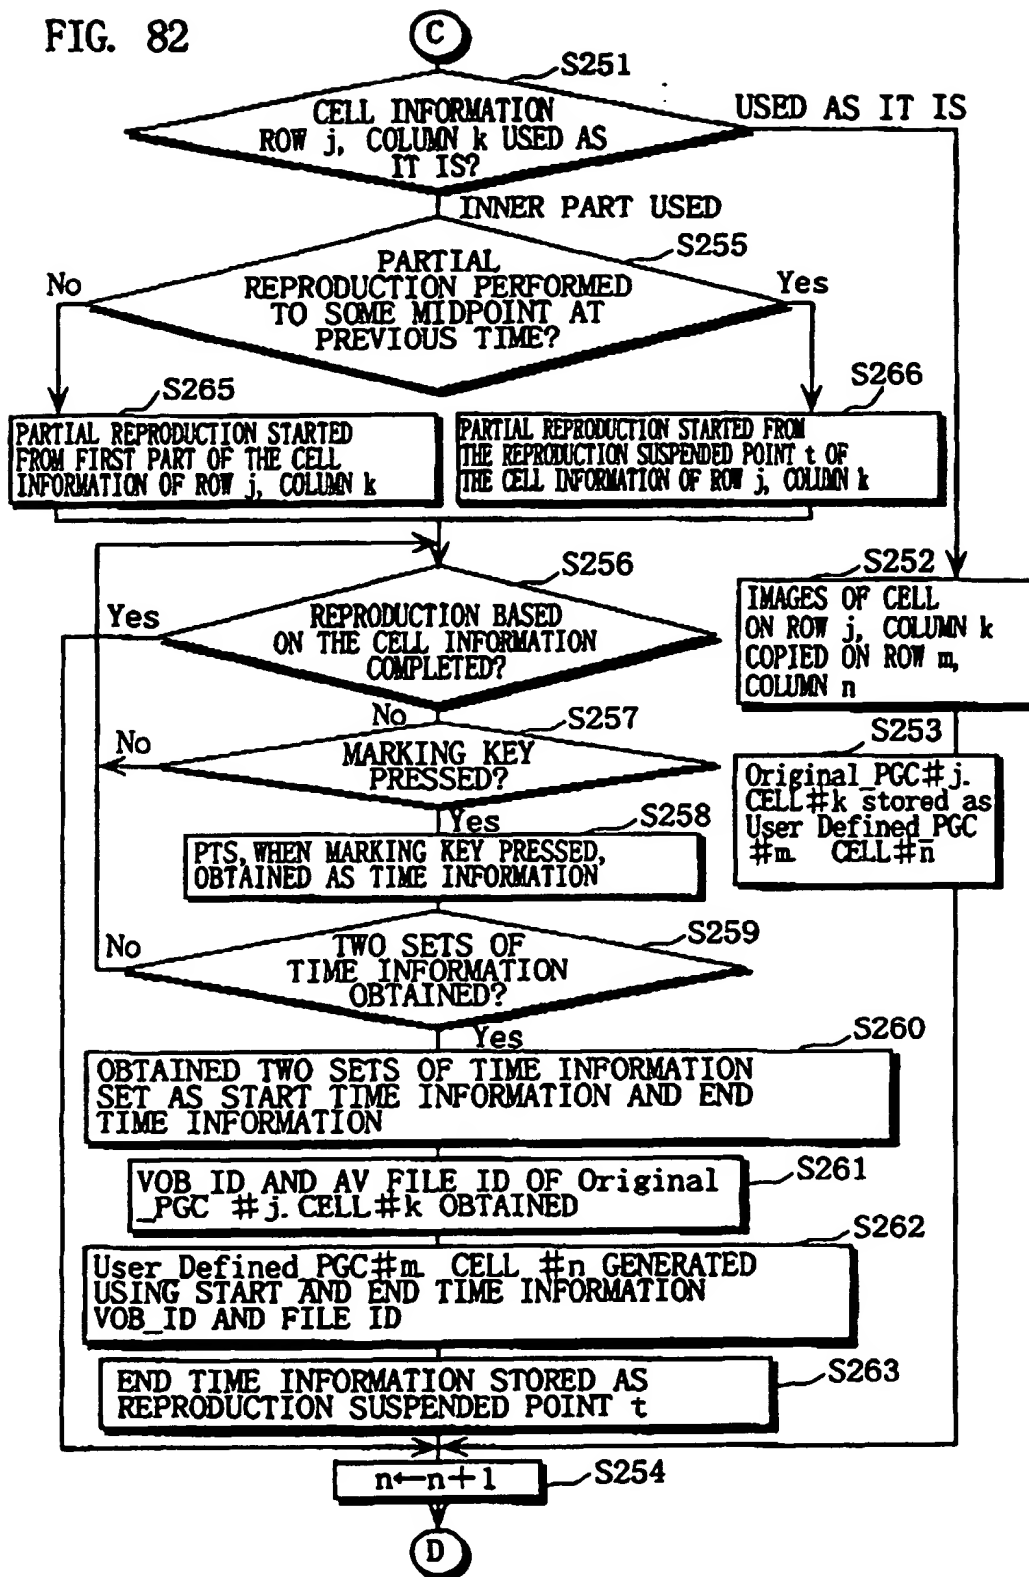 FIG. 82
C
S251
CELL INFORMATION
ROW j, COLUMN k USED AS
IT IS?
USED AS IT IS
INNER PART USED
S255
PARTIAL
REPRODUCTION PERFORMED
TO SOME MIDPOINT AT
PREVIOUS TIME?
No
Yes
S265
PARTIAL REPRODUCTION STARTED
FROM FIRST PART OF THE CELL
INFORMATION OF ROW j, COLUMN k
S266
PARTIAL REPRODUCTION STARTED FROM
THE REPRODUCTION SUSPENDED POINT t OF
THE CELL INFORMATION OF ROW j, COLUMN k
S256
Yes
REPRODUCTION BASED
ON THE CELL INFORMATION
COMPLETED?
No
S252
IMAGES OF CELL
ON ROW j, COLUMN k
COPIED ON ROW m,
COLUMN n
S257
No
MARKING KEY
PRESSED?
Yes
S253
Original_PGC#j.
CELL#k stored as
User Defined_PGC
#m. CELL#n
S258
PTS, WHEN MARKING KEY PRESSED,
OBTAINED AS TIME INFORMATION
S259
No
TWO SETS OF
TIME INFORMATION
OBTAINED?
Yes
S260
OBTAINED TWO SETS OF TIME INFORMATION
SET AS START TIME INFORMATION AND END
TIME INFORMATION
S261
VOB_ID AND AV FILE ID OF Original
_PGC #j. CELL#k OBTAINED
S262
User_Defined_PGC#m. CELL #n GENERATED
USING START AND END TIME INFORMATION
VOB_ID AND FILE ID
S263
END TIME INFORMATION STORED AS
REPRODUCTION SUSPENDED POINT t
n←n+1
S254
D